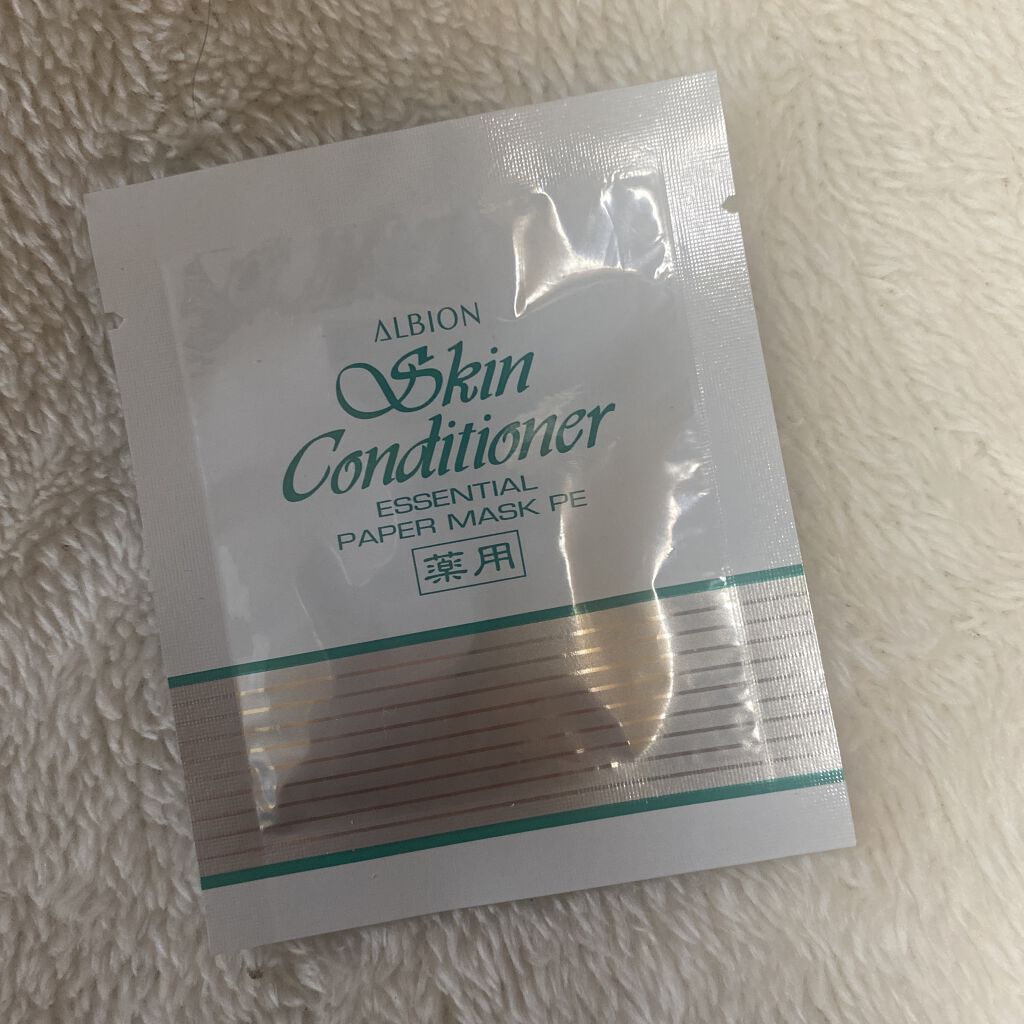 ALBION
Skin
Conditioner
ESSENTIAL
PAPER MASK PE
薬用